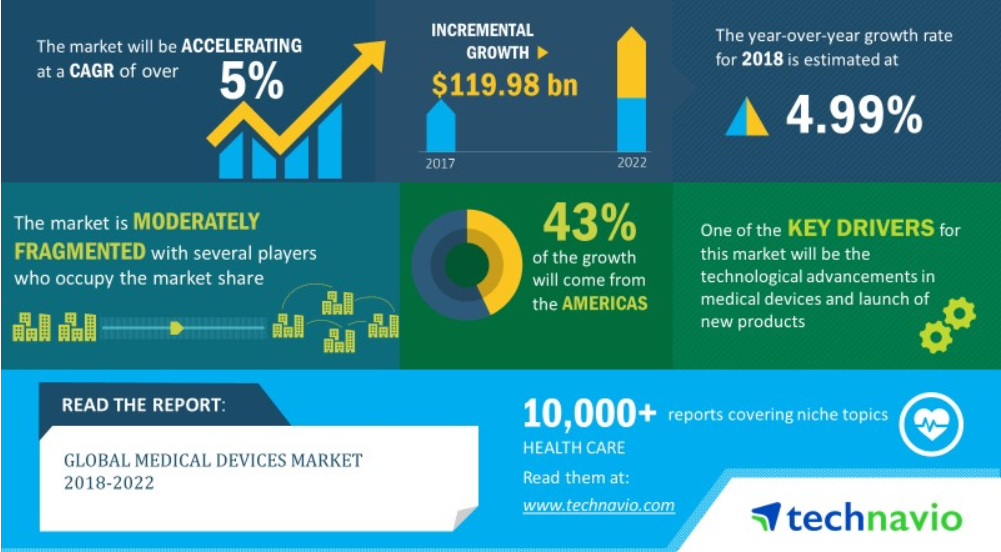 The market will be ACCELERATING
at a CAGR of over
5%
INCREMENTAL
GROWTH
$119.98 bn
2017
2022
The year-over-year growth rate
for 2018 is estimated at
4.99%
The market is MODERATELY
FRAGMENTED with several players
who occupy the market share
43%
of the growth
will come from
the AMERICAS
One of the KEY DRIVERS for
this market will be the
technological advancements in
medical devices and launch of
new products
READ THE REPORT:
GLOBAL MEDICAL DEVICES MARKET
2018-2022
10,000+ reports covering niche topics
HEALTH CARE
Read them at:
www.technavio.com
technavio